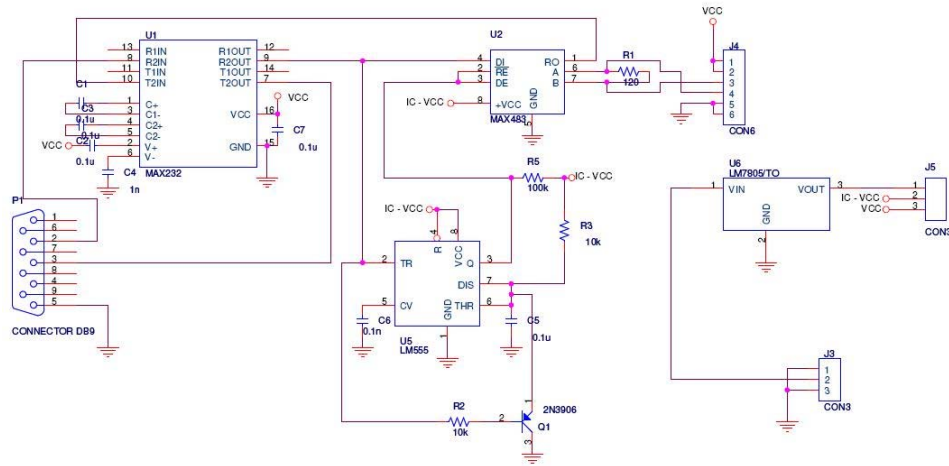 U1
13 R1IN R1OUT 12
8 R2IN R2OUT 9
11 T1IN T1OUT 14
10 T2IN T2OUT 7
1 C+
3 C1-
4 C2+
5 C2-
2 V+
6 V-
VCC 16
GND 15
MAX232
C1
C3
0.1u
0.1u
C2
0.1u
VCC
C4
1n
VCC
C7
0.1u
P1
1
6
2
7
3
8
4
9
5
CONNECTOR DB9
U2
4 DI RO 1
2 RE A 6
3 DE B 7
8 +VCC
GND
5
MAX483
IC - VCC
R1
120
VCC
J4
1
2
3
4
5
6
CON6
R5
100k
IC - VCC
R3
10k
IC - VCC
4 8
R VCC
2 TR Q 3
DIS 7
5 CV THR 6
GND
1
U5
LM555
C6
0.1n
C5
0.1u
R2
10k
1
2
3
2N3906
Q1
U6
LM7805/TO
1 VIN VOUT 3
GND
2
J5
1
IC - VCC 2
VCC 3
CON3
J3
1
2
3
CON3